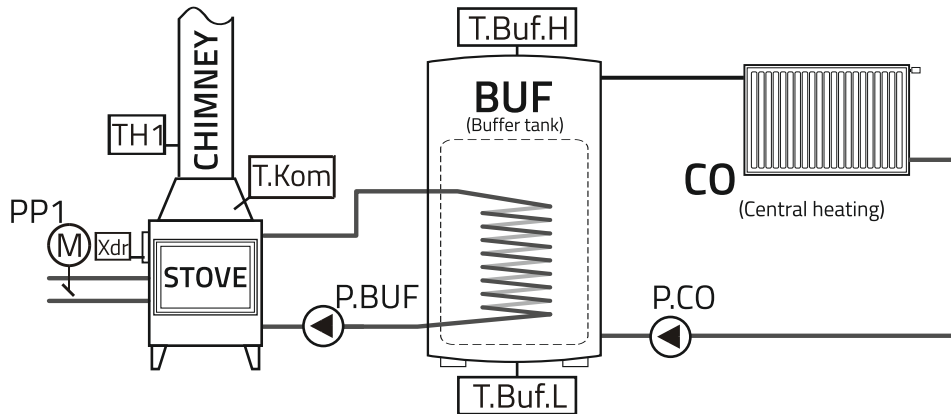 T.Buf.H
CHIMNEY
BUF
(Buffer tank)
TH1
T.Kom
CO
(Central heating)
PP1
M
Xdr
STOVE
P.BUF
P.CO
T.Buf.L